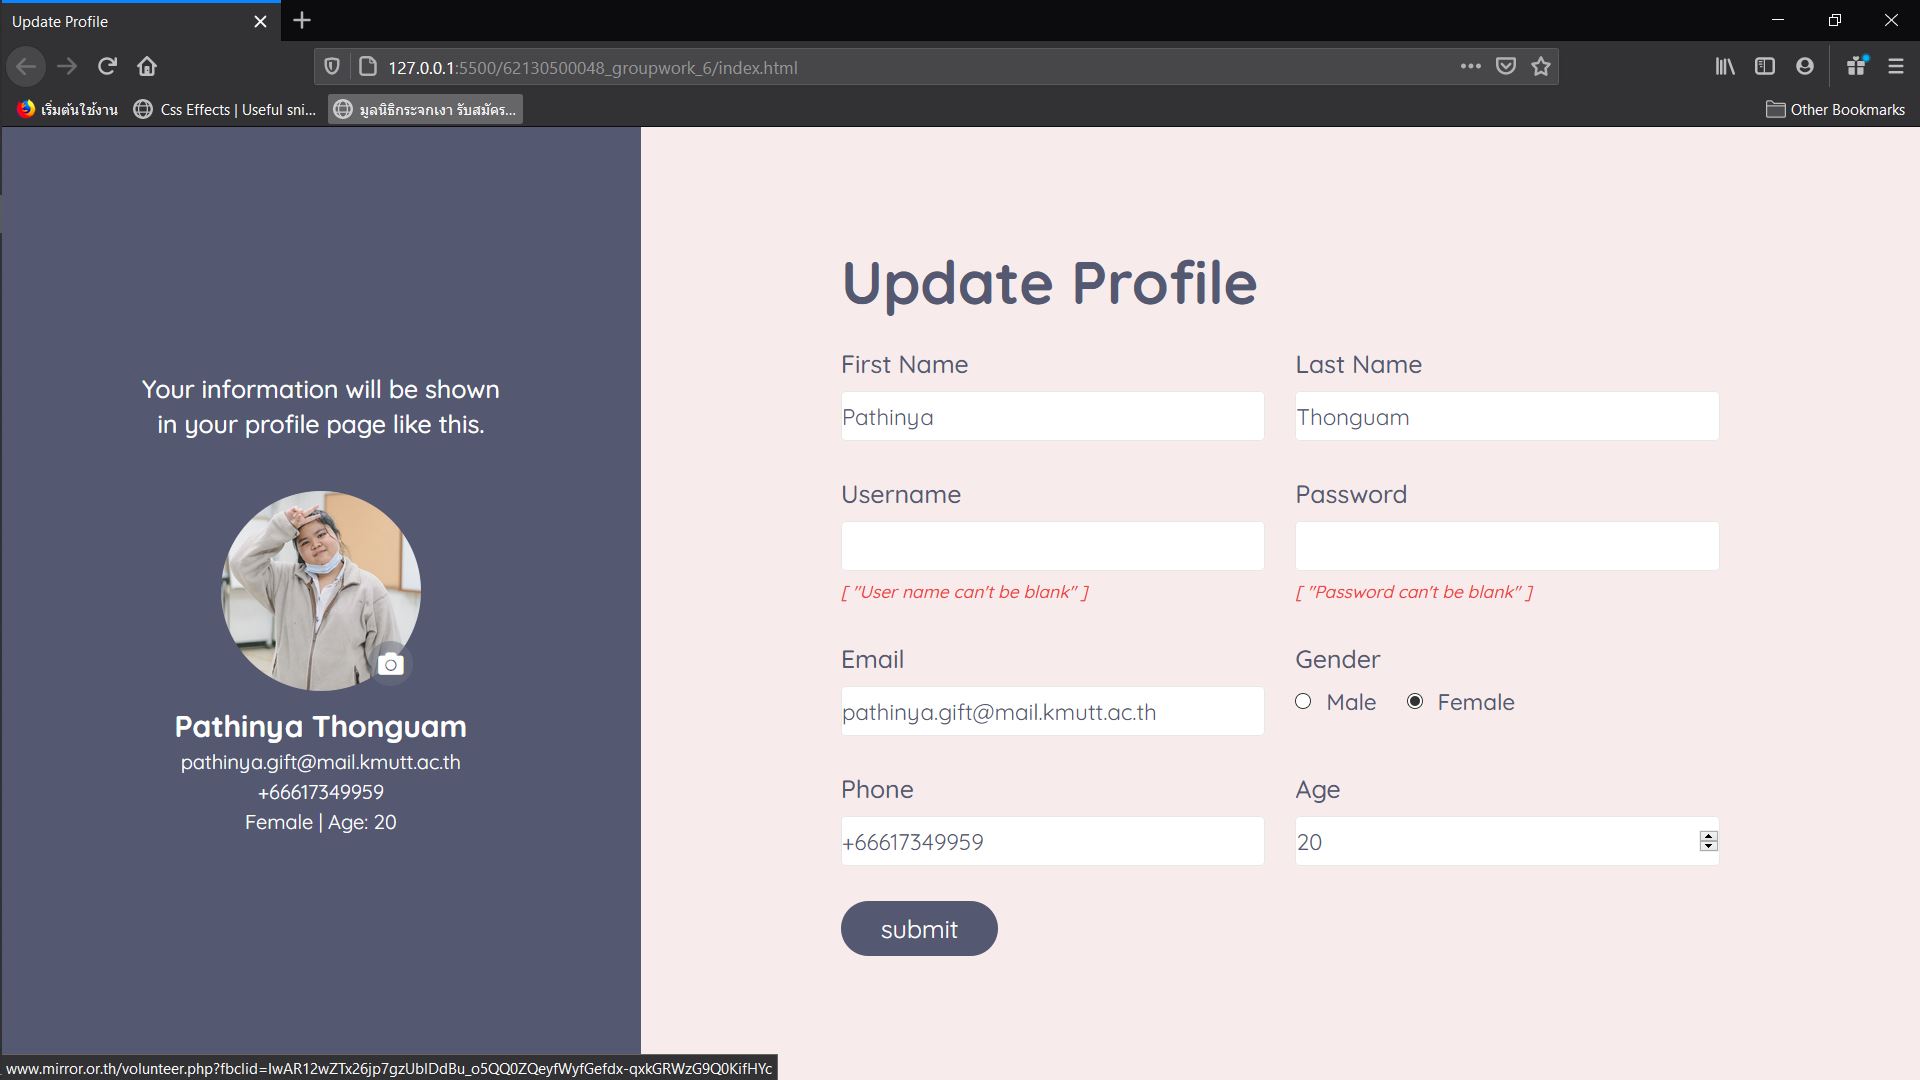 Update Profile
127.0.0.1:5500/62130500048_groupwork_6/index.html
เริ่มต้นใช้งาน
Css Effects | Useful sni...
มูลนิธิกระจกเงา รับสมัคร...
Other Bookmarks
Your information will be shown
in your profile page like this.
Pathinya Thonguam
pathinya.gift@mail.kmutt.ac.th
+66617349959
Female | Age: 20
Update Profile
First Name
Last Name
Pathinya
Thonguam
Username
Password
[ "User name can't be blank" ]
[ "Password can't be blank" ]
Email
Gender
pathinya.gift@mail.kmutt.ac.th
Male
Female
Phone
Age
+66617349959
20
submit
www.mirror.or.th/volunteer.php?fbclid=IwAR12wZTx26jp7gzUbIDdBu_o5QQ0ZQeyfWyfGefdx-qxkGRWzG9Q0KifHYc